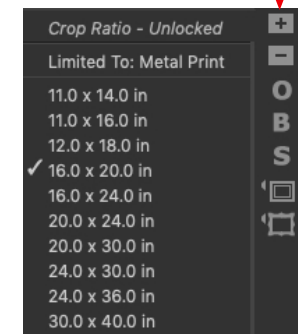 Crop Ratio - Unlocked
Limited To: Metal Print
11.0 x 14.0 in
11.0 x 16.0 in
12.0 x 18.0 in
✓ 16.0 x 20.0 in
16.0 x 24.0 in
20.0 x 24.0 in
20.0 x 30.0 in
24.0 x 30.0 in
24.0 x 36.0 in
30.0 x 40.0 in
+
-
O
B
S